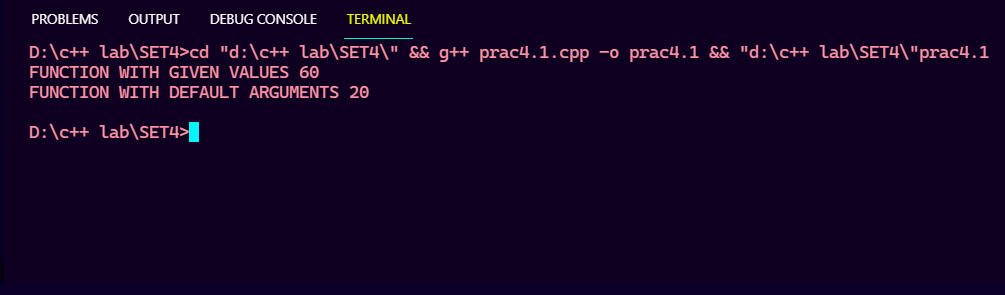 PROBLEMS OUTPUT DEBUG CONSOLE TERMINAL
D:\c++ lab\SET4>cd "d:\c++ lab\SET4\" && g++ prac4.1.cpp -o prac4.1 && "d:\c++ lab\SET4\"prac4.1
FUNCTION WITH GIVEN VALUES 60
FUNCTION WITH DEFAULT ARGUMENTS 20
D:\c++ lab\SET4>